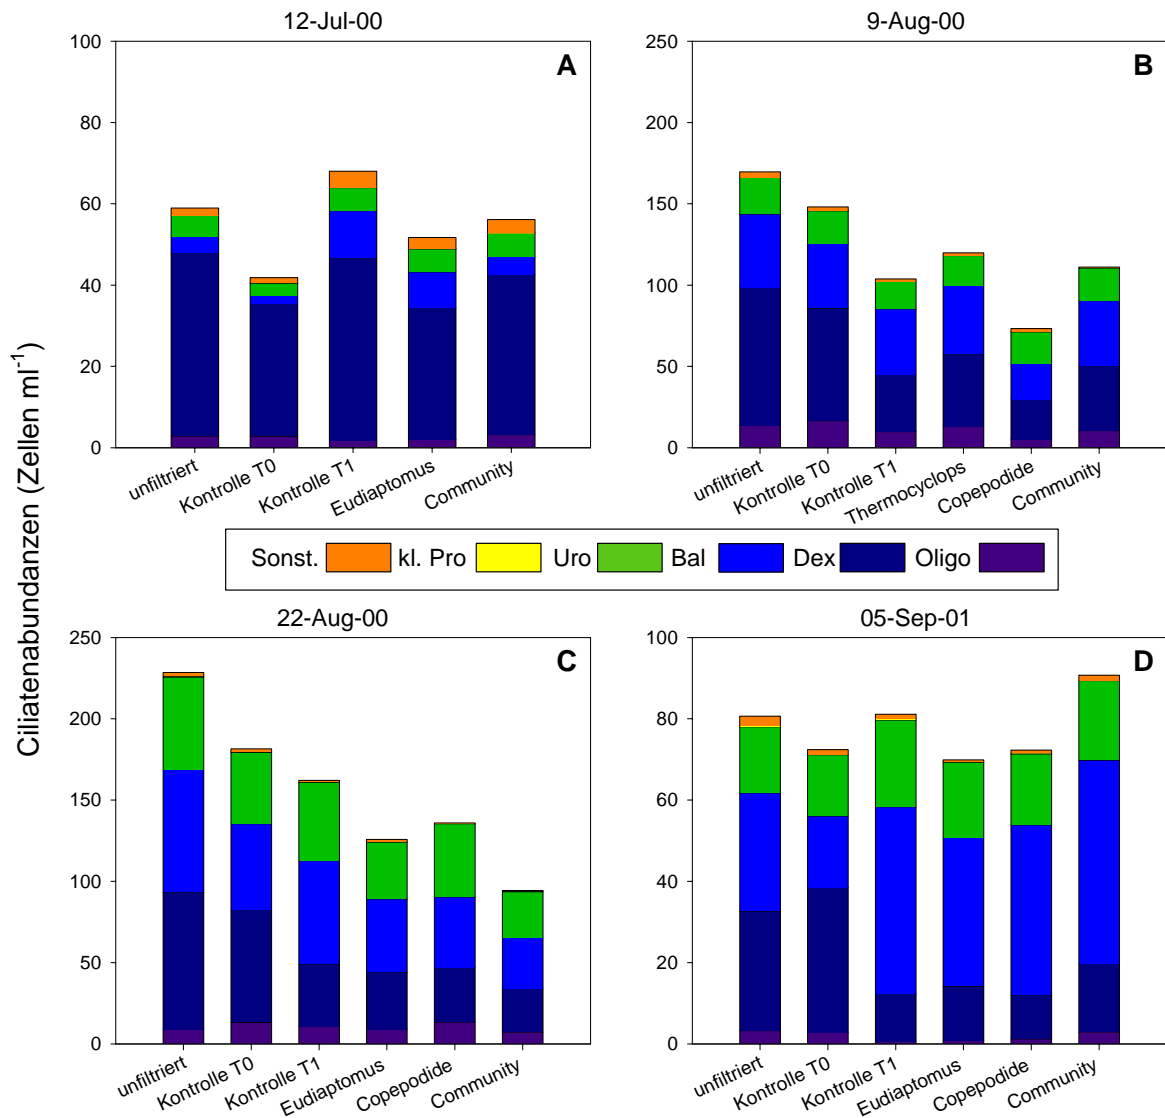 Ciliatenabundanzen (Zellen ml-1)
12-Jul-00
A
100
80
60
40
20
0
unfiltriert
Kontrolle T0
Kontrolle T1
Eudiaptomus
Community
9-Aug-00
B
250
200
150
100
50
0
unfiltriert
Kontrolle T0
Kontrolle T1
Thermocyclops
Copepodide
Community
Sonst. kl. Pro Uro Bal Dex Oligo
22-Aug-00
C
250
200
150
100
50
0
unfiltriert
Kontrolle T0
Kontrolle T1
Eudiaptomus
Copepodide
Community
05-Sep-01
D
100
80
60
40
20
0
unfiltriert
Kontrolle T0
Kontrolle T1
Eudiaptomus
Copepodide
Community